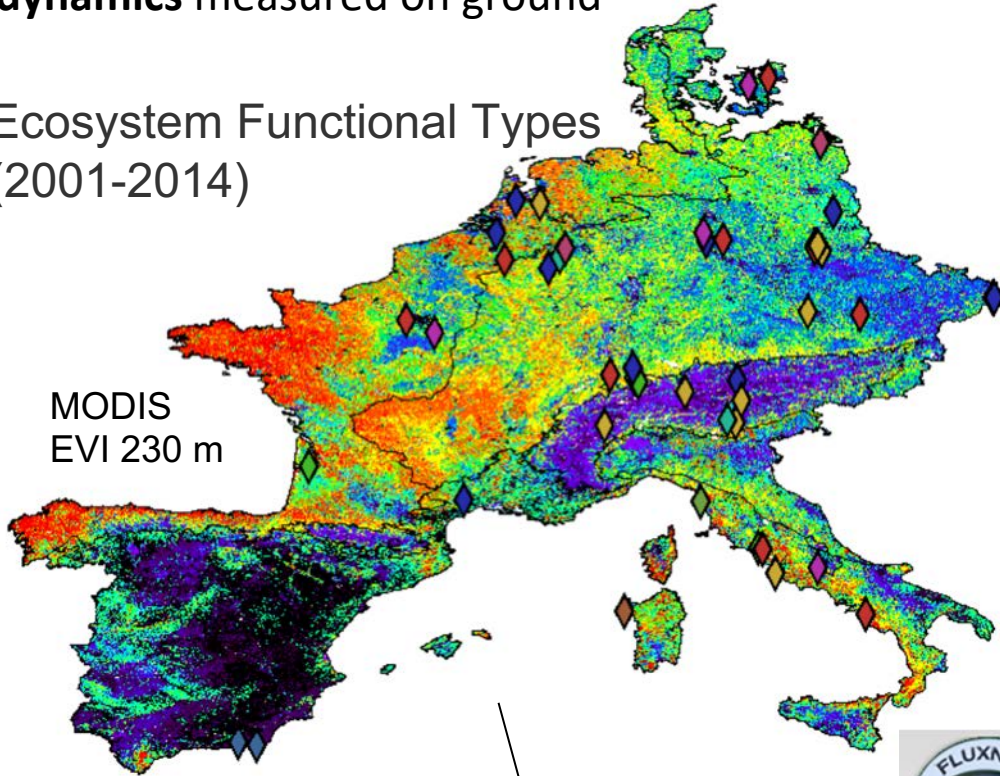 dynamics measured on ground
Ecosystem Functional Types
(2001-2014)
MODIS
EVI 230 m